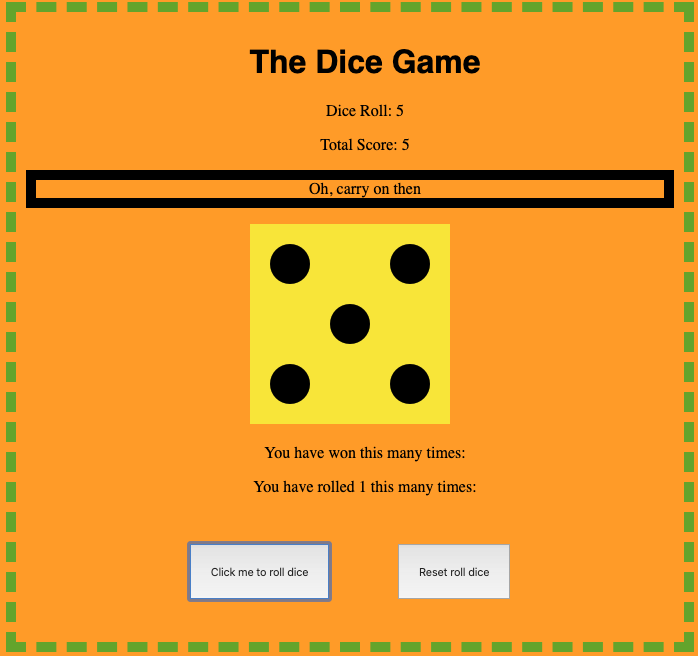 The Dice Game
Dice Roll: 5
Total Score: 5
Oh, carry on then
You have won this many times:
You have rolled 1 this many times:
Click me to roll dice
Reset roll dice